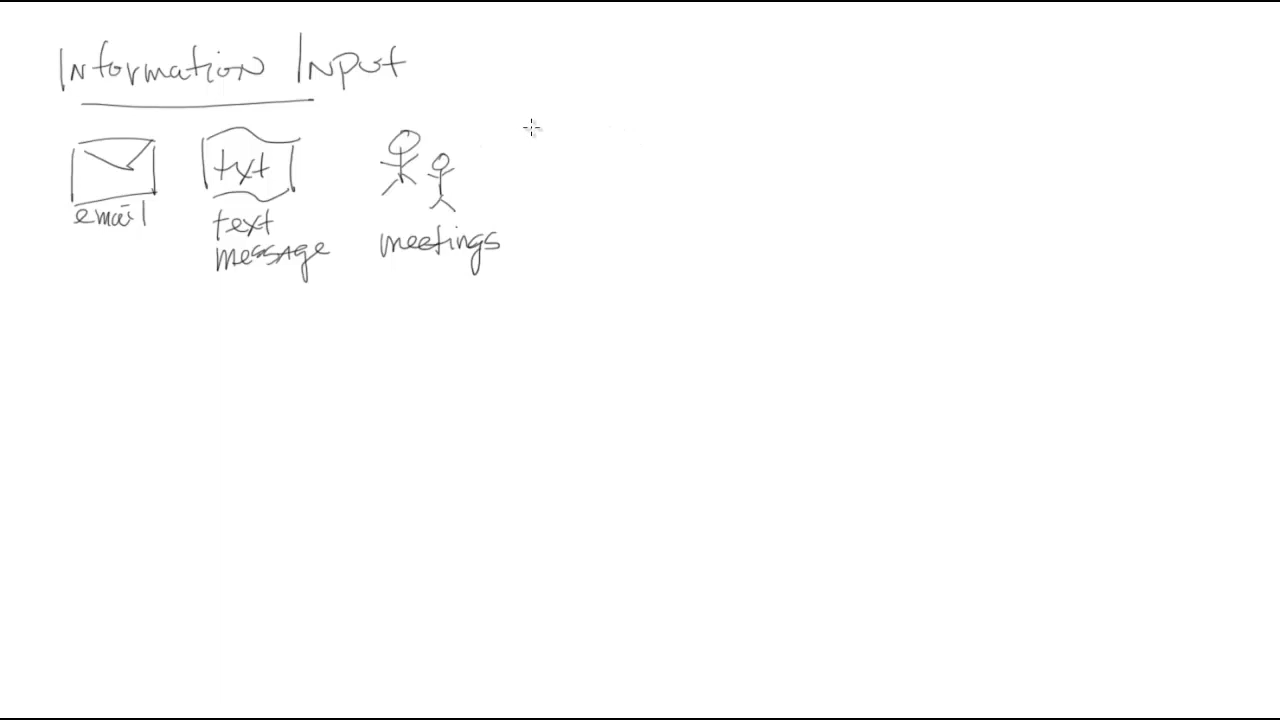 Information Input
txt
email
text
message
meetings